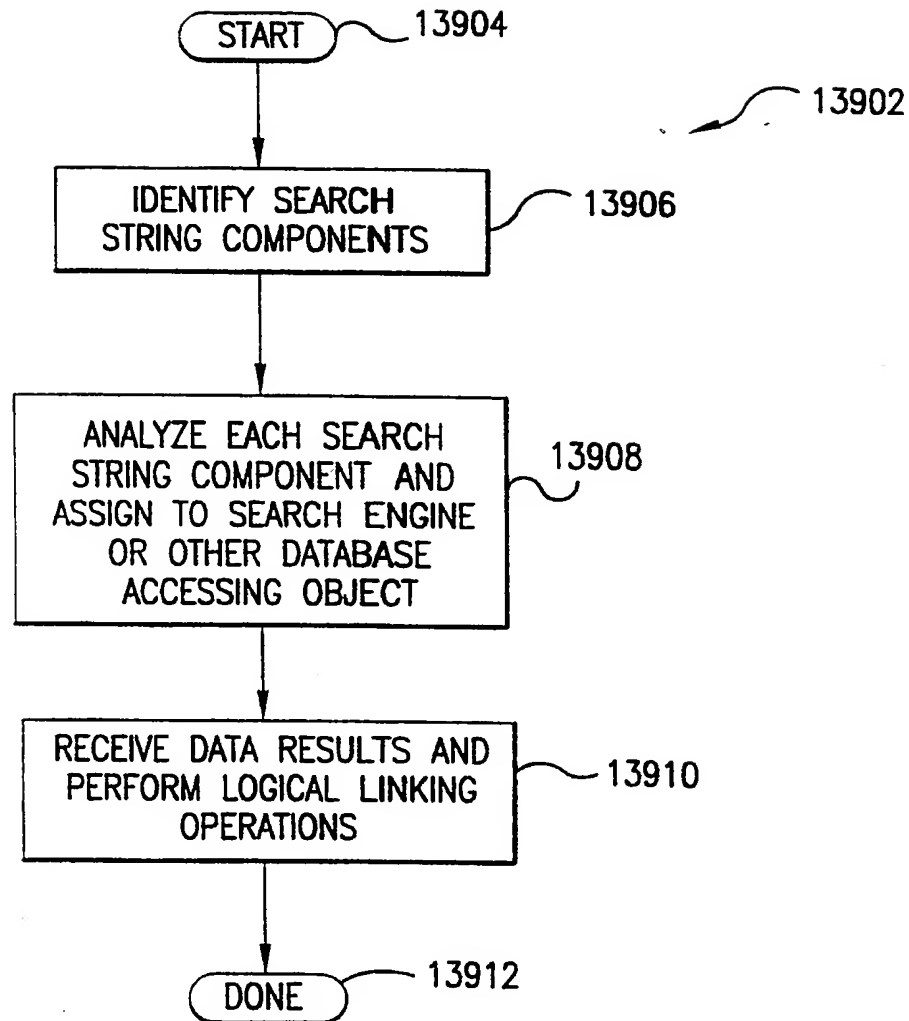 START
13904
13902
IDENTIFY SEARCH
STRING COMPONENTS
13906
ANALYZE EACH SEARCH
STRING COMPONENT AND
ASSIGN TO SEARCH ENGINE
OR OTHER DATABASE
ACCESSING OBJECT
13908
RECEIVE DATA RESULTS AND
PERFORM LOGICAL LINKING
OPERATIONS
13910
DONE
13912